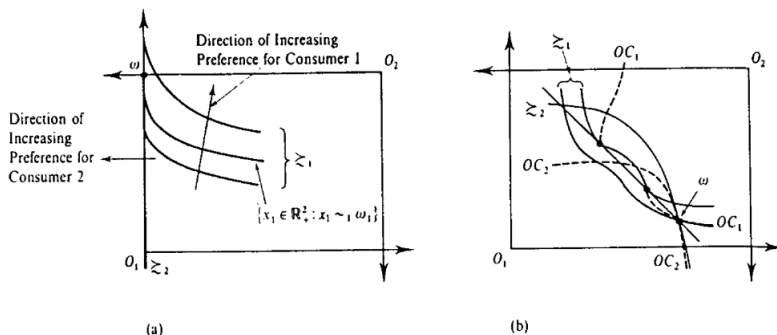 ω
Direction of Increasing
Preference for Consumer 1
O₂
Direction of
Increasing
Preference for
Consumer 2
≿₁
{x₁ ∈ ℝ²₊ : x₁ ~₁ ω₁}
O₁
≿₂
(a)
≿₁
OC₁
O₂
≿₂
OC₂
ω
OC₁
O₁
OC₂
(b)